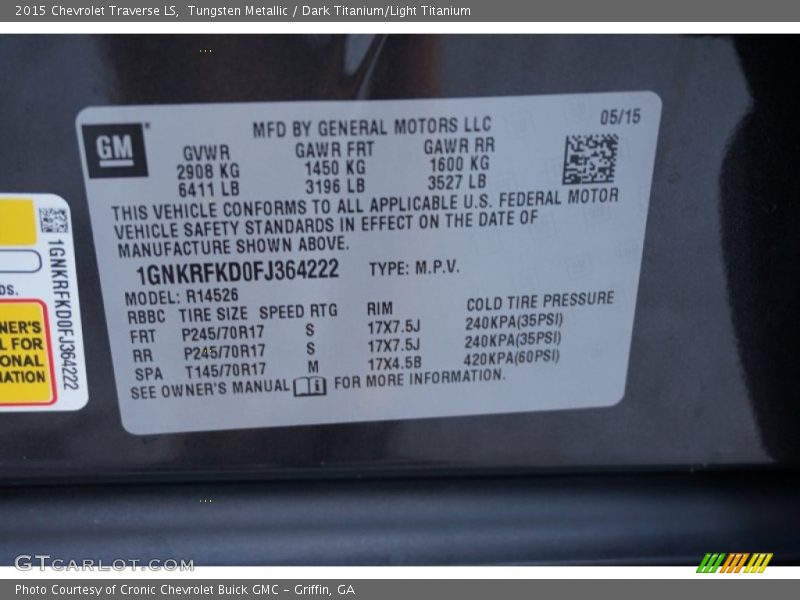 2015 Chevrolet Traverse LS, Tungsten Metallic / Dark Titanium/Light Titanium
GM
MFD BY GENERAL MOTORS LLC
05/15
GVWR GAWR FRT GAWR RR
2908 KG 1450 KG 1600 KG
6411 LB 3196 LB 3527 LB
THIS VEHICLE CONFORMS TO ALL APPLICABLE U.S. FEDERAL MOTOR
VEHICLE SAFETY STANDARDS IN EFFECT ON THE DATE OF
MANUFACTURE SHOWN ABOVE.
1GNKRFKD0FJ364222 TYPE: M.P.V.
MODEL: R14526
RBBC TIRE SIZE SPEED RTG RIM COLD TIRE PRESSURE
FRT P245/70R17 S 17X7.5J 240KPA(35PSI)
RR P245/70R17 S 17X7.5J 240KPA(35PSI)
SPA T145/70R17 M 17X4.5B 420KPA(60PSI)
SEE OWNER'S MANUAL FOR MORE INFORMATION.
1GNKRFKD0FJ364222
DS.
NER'S
L FOR
ONAL
MATION
GTCARLOT.COM
Photo Courtesy of Cronic Chevrolet Buick GMC - Griffin, GA